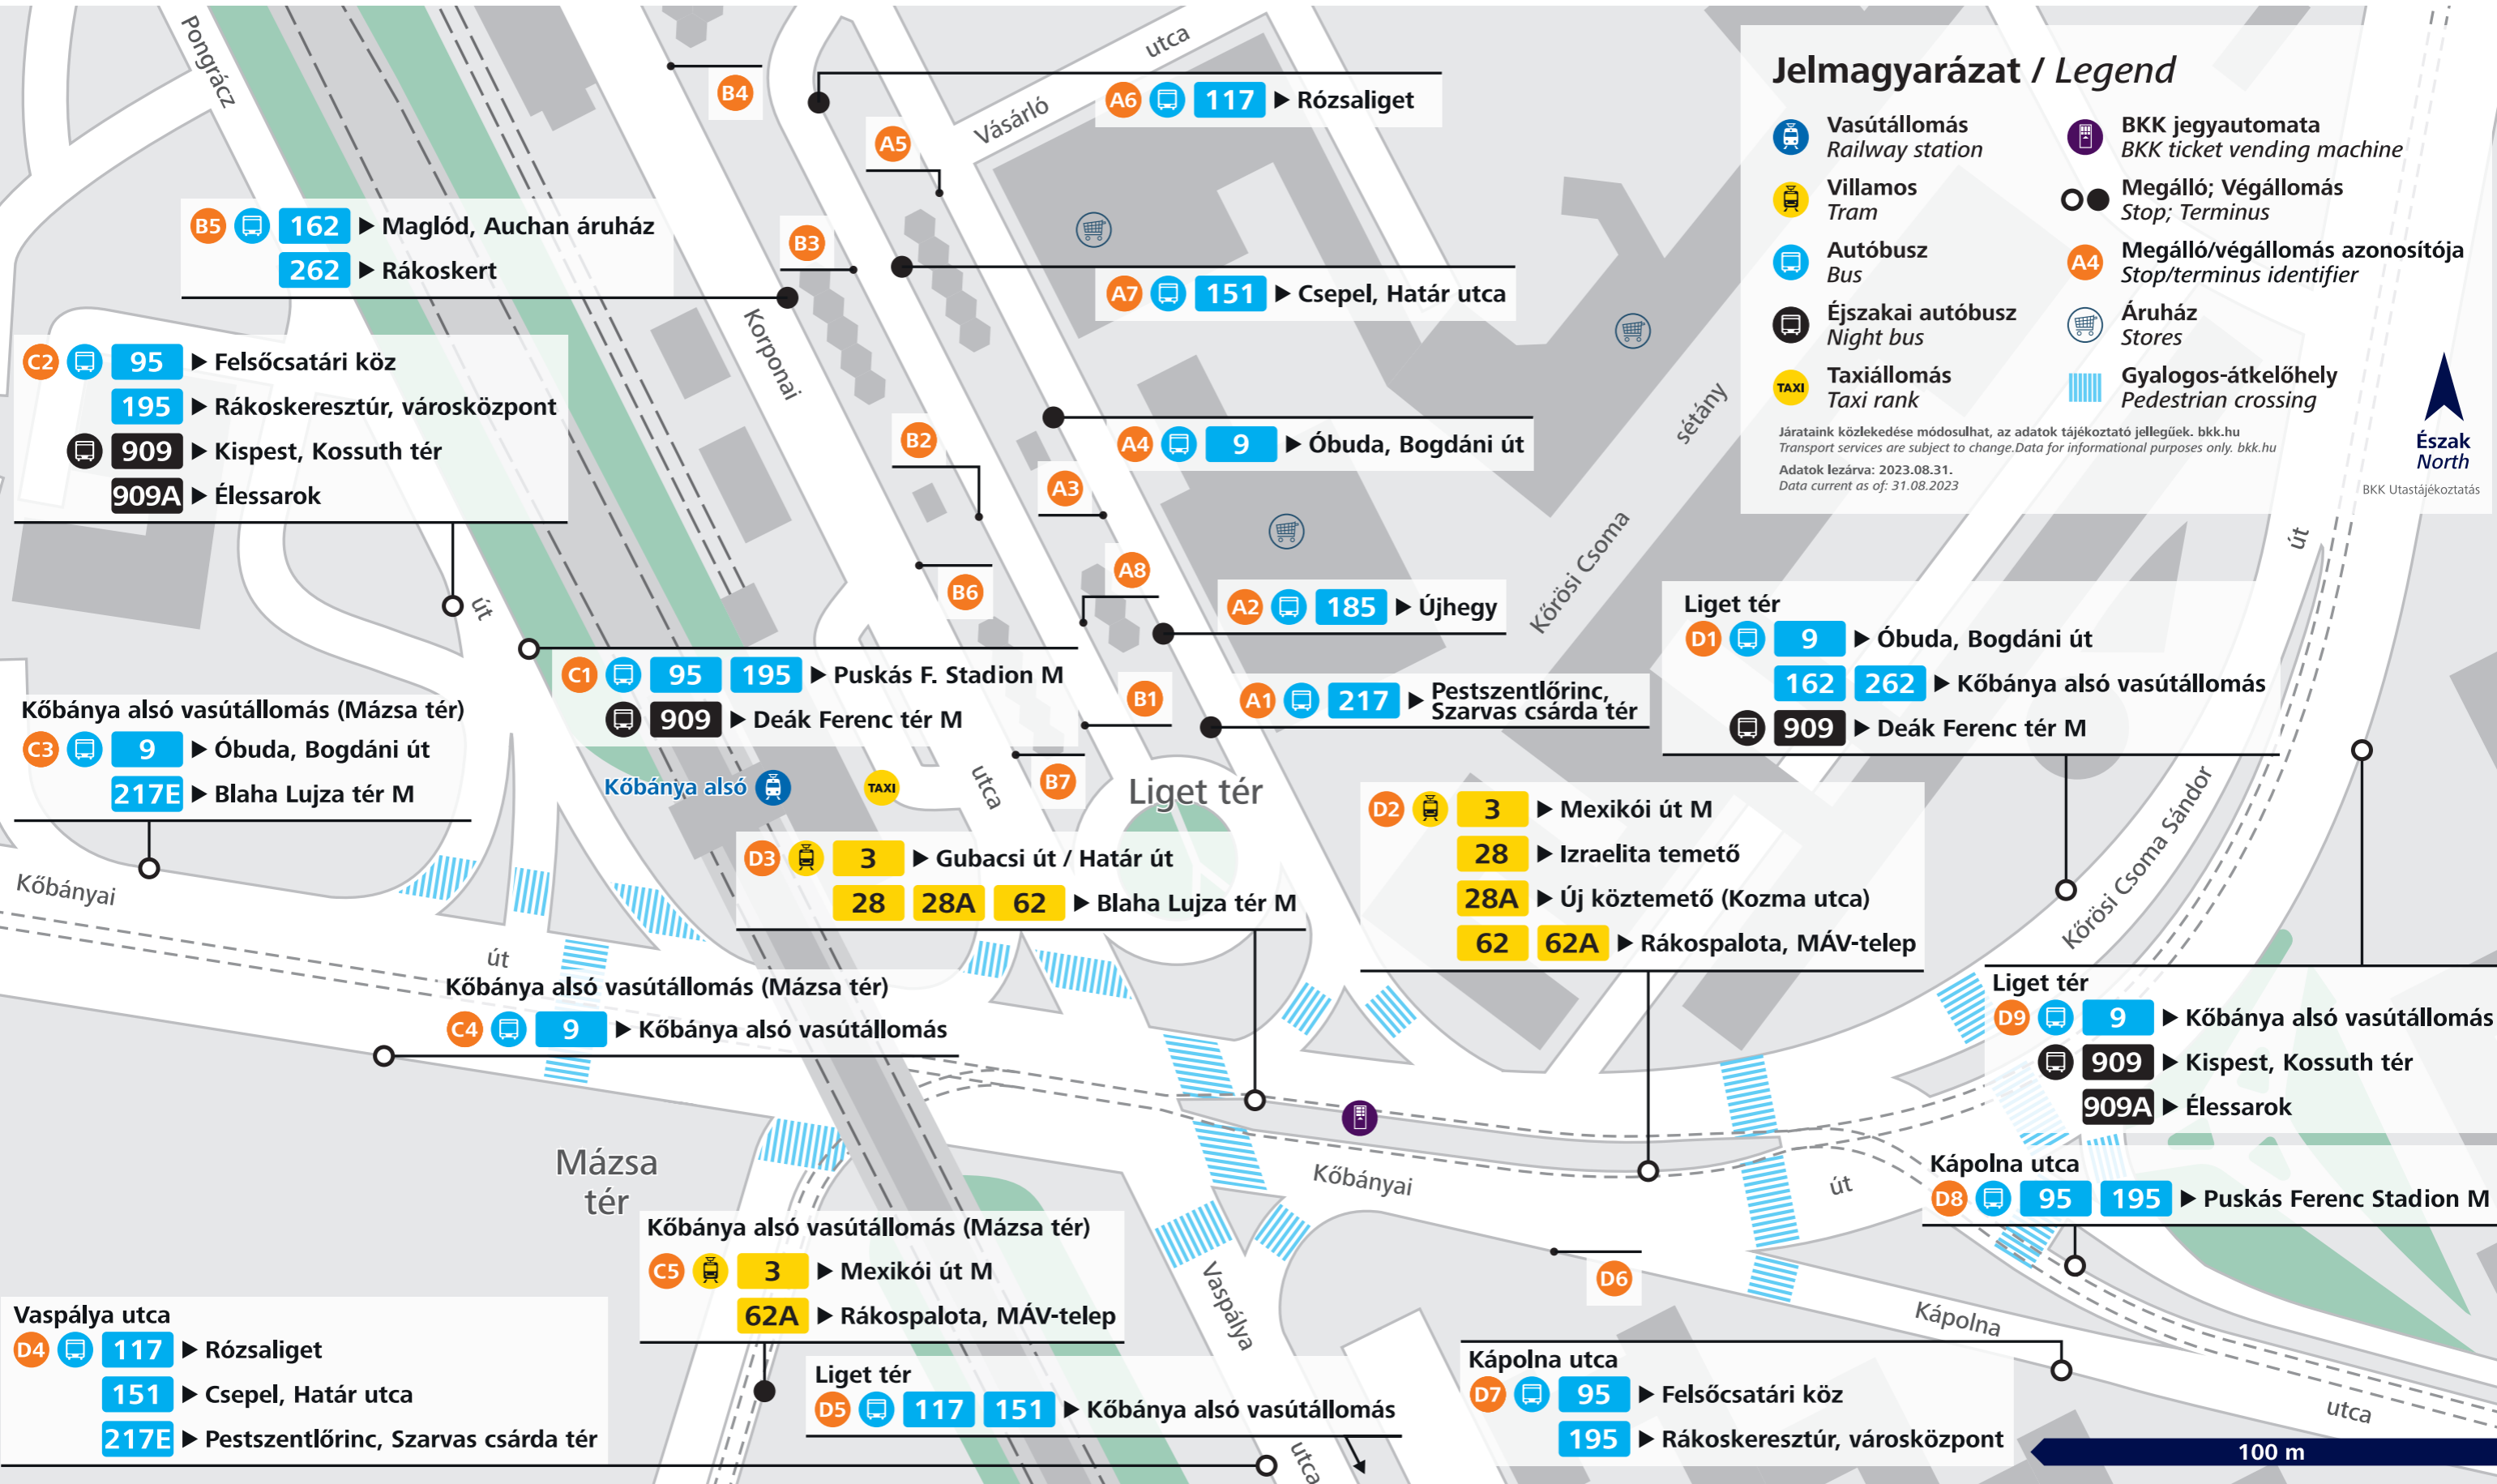 Pongrácz
B4
utca
A6 117 ▶ Rózsaliget
Vásárló
A5
Jelmagyarázat / Legend
Vasútállomás
Railway station
BKK jegyautomata
BKK ticket vending machine
Villamos
Tram
Megálló; Végállomás
Stop; Terminus
Autóbusz
Bus
A4
Megálló/végállomás azonosítója
Stop/terminus identifier
Éjszakai autóbusz
Night bus
Áruház
Stores
TAXI
Taxiállomás
Taxi rank
Gyalogos-átkelőhely
Pedestrian crossing
Járataink közlekedése módosulhat, az adatok tájékoztató jellegűek. bkk.hu
Transport services are subject to change.Data for informational purposes only. bkk.hu
Adatok lezárva: 2023.08.31.
Data current as of: 31.08.2023
Észak
North
BKK Utastájékoztatás
B5 162 ▶ Maglód, Auchan áruház
262 ▶ Rákoskert
B3
A7 151 ▶ Csepel, Határ utca
Korponai
C2 95 ▶ Felsőcsatári köz
195 ▶ Rákoskeresztúr, városközpont
909 ▶ Kispest, Kossuth tér
909A ▶ Élessarok
út
B2
A4 9 ▶ Óbuda, Bogdáni út
A3
sétány
Kőrösi Csoma
B6
A8
A2 185 ▶ Újhegy
út
C1 95 195 ▶ Puskás F. Stadion M
909 ▶ Deák Ferenc tér M
B1
A1 217 ▶ Pestszentlőrinc,
Szarvas csárda tér
Liget tér
D1 9 ▶ Óbuda, Bogdáni út
162 262 ▶ Kőbánya alsó vasútállomás
909 ▶ Deák Ferenc tér M
Kőbánya alsó vasútállomás (Mázsa tér)
C3 9 ▶ Óbuda, Bogdáni út
217E ▶ Blaha Lujza tér M
Kőbánya alsó
TAXI
utca
B7
Liget tér
D2 3 ▶ Mexikói út M
28 ▶ Izraelita temető
28A ▶ Új köztemető (Kozma utca)
62 62A ▶ Rákospalota, MÁV-telep
Kőrösi Csoma Sándor
D3 3 ▶ Gubacsi út / Határ út
28 28A 62 ▶ Blaha Lujza tér M
Kőbányai
út
Kőbánya alsó vasútállomás (Mázsa tér)
C4 9 ▶ Kőbánya alsó vasútállomás
Liget tér
D9 9 ▶ Kőbánya alsó vasútállomás
909 ▶ Kispest, Kossuth tér
909A ▶ Élessarok
Mázsa
tér
Kőbányai
út
Kápolna utca
D8 95 195 ▶ Puskás Ferenc Stadion M
Kőbánya alsó vasútállomás (Mázsa tér)
C5 3 ▶ Mexikói út M
62A ▶ Rákospalota, MÁV-telep
Vaspálya
D6
Kápolna
Vaspálya utca
D4 117 ▶ Rózsaliget
151 ▶ Csepel, Határ utca
217E ▶ Pestszentlőrinc, Szarvas csárda tér
Liget tér
D5 117 151 ▶ Kőbánya alsó vasútállomás
utca
Kápolna utca
D7 95 ▶ Felsőcsatári köz
195 ▶ Rákoskeresztúr, városközpont
utca
100 m